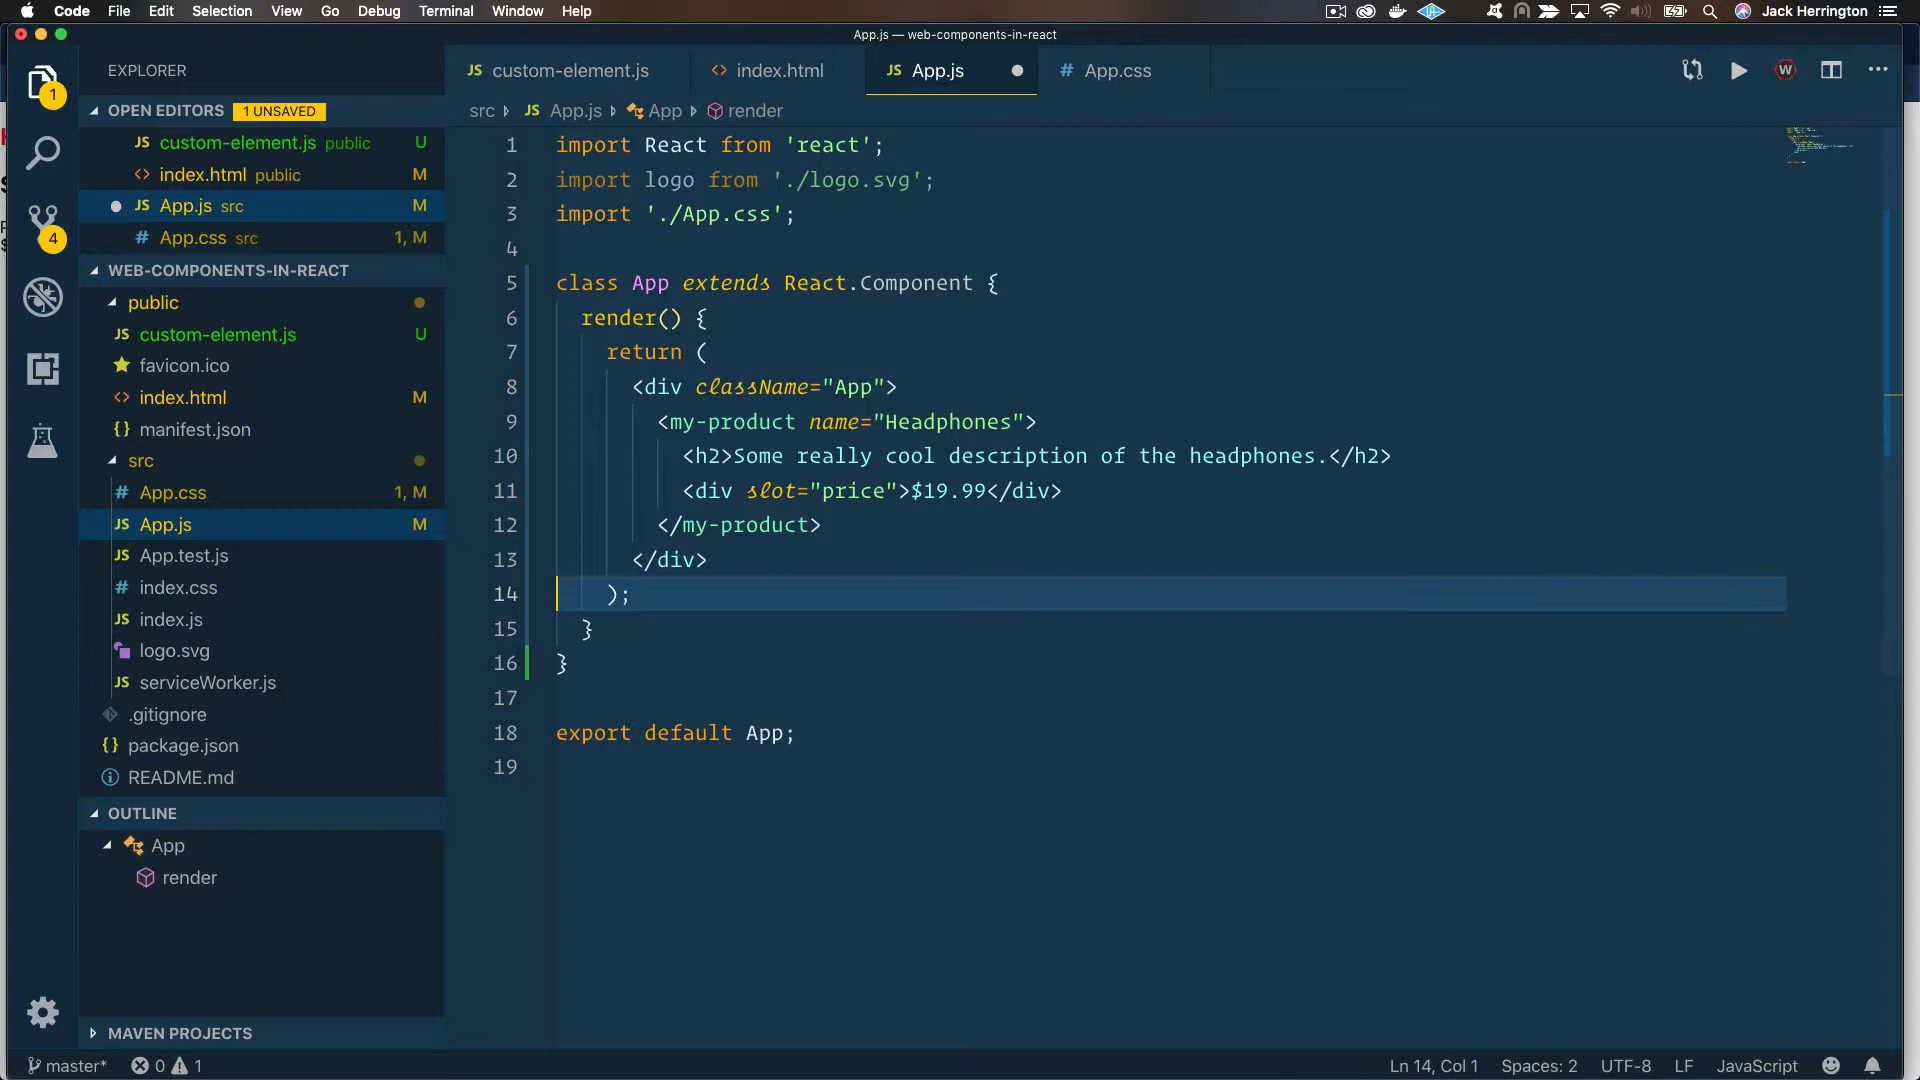 Code File Edit Selection View Go Debug Terminal Window Help Jack Herrington
App.js — web-components-in-react
EXPLORER
custom-element.js index.html App.js App.css
1
OPEN EDITORS 1 UNSAVED
src App.js App render
JS custom-element.js public U
<> index.html public M
JS App.js src M
# App.css src 1, M
4
WEB-COMPONENTS-IN-REACT
public
JS custom-element.js U
favicon.ico
<> index.html M
{} manifest.json
src
# App.css 1, M
JS App.js M
JS App.test.js
# index.css
JS index.js
logo.svg
JS serviceWorker.js
.gitignore
{} package.json
README.md
OUTLINE
App
render
MAVEN PROJECTS
1 import React from 'react';
2 import logo from './logo.svg';
3 import './App.css';
4
5 class App extends React.Component {
6 render() {
7 return (
8 <div className="App">
9 <my-product name="Headphones">
10 <h2>Some really cool description of the headphones.</h2>
11 <div slot="price">$19.99</div>
12 </my-product>
13 </div>
14 );
15 }
16 }
17
18 export default App;
19
master* 0 1 Ln 14, Col 1 Spaces: 2 UTF-8 LF JavaScript